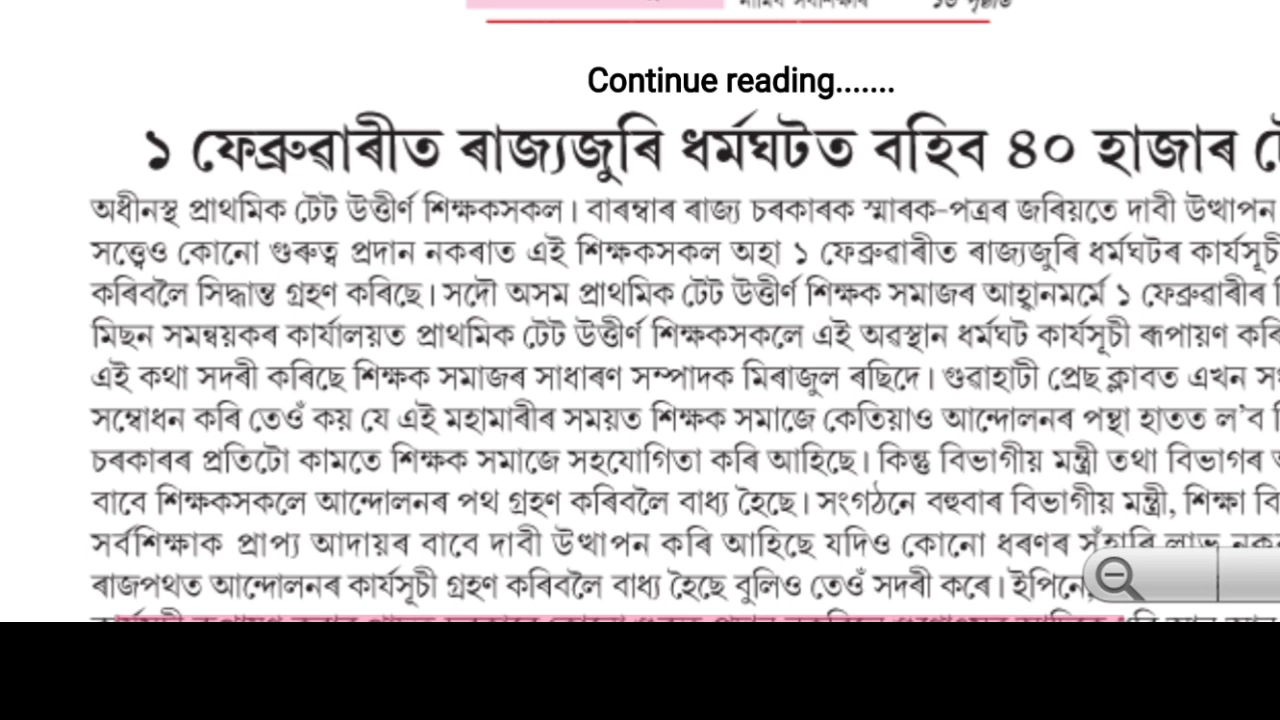 Continue reading.......
১ ফেব্ৰুৱাৰীত ৰাজ্যজুৰি ধৰ্মঘটত বহিব ৪০ হাজাৰ
অধীনস্থ প্ৰাথমিক টেট উত্তীৰ্ণ শিক্ষকসকল। বাৰম্বাৰ ৰাজ্য চৰকাৰক স্মাৰক-পত্ৰৰ জৰিয়তে দাবী উত্থাপন
সত্ত্বেও কোনো গুৰুত্ব প্ৰদান নকৰাত এই শিক্ষকসকল অহা ১ ফেব্ৰুৱাৰীত ৰাজ্যজুৰি ধৰ্মঘটৰ কাৰ্যসূচী
কৰিবলৈ সিদ্ধান্ত গ্ৰহণ কৰিছে। সদৌ অসম প্ৰাথমিক টেট উত্তীৰ্ণ শিক্ষক সমাজৰ আহ্বানমৰ্মে ১ ফেব্ৰুৱাৰীৰ
মিছন সমন্বয়কৰ কাৰ্যালয়ত প্ৰাথমিক টেট উত্তীৰ্ণ শিক্ষকসকলে এই অৱস্থান ধৰ্মঘট কাৰ্যসূচী ৰূপায়ণ
এই কথা সদৰী কৰিছে শিক্ষক সমাজৰ সাধাৰণ সম্পাদক মিৰাজুল ৰছিদে। গুৱাহাটী প্ৰেছ ক্লাবত এখন
সম্বোধন কৰি তেওঁ কয় যে এই মহামাৰীৰ সময়ত শিক্ষক সমাজে কেতিয়াও আন্দোলনৰ পন্থা হাতত ল'ব
চৰকাৰৰ প্ৰতিটো কামতে শিক্ষক সমাজে সহযোগিতা কৰি আহিছে। কিন্তু বিভাগীয় মন্ত্ৰী তথা বিভাগৰ
বাবে শিক্ষকসকলে আন্দোলনৰ পথ গ্ৰহণ কৰিবলৈ বাধ্য হৈছে। সংগঠনে বহুবাৰ বিভাগীয় মন্ত্ৰী, শিক্ষা
সৰ্বশিক্ষাক প্ৰাপ্য আদায়ৰ বাবে দাবী উত্থাপন কৰি আহিছে যদিও কোনো ধৰণৰ সঁহাৰি লাভ
ৰাজপথত আন্দোলনৰ কাৰ্যসূচী গ্ৰহণ কৰিবলৈ বাধ্য হৈছে বুলিও তেওঁ সদৰী কৰে। ইপিনে,